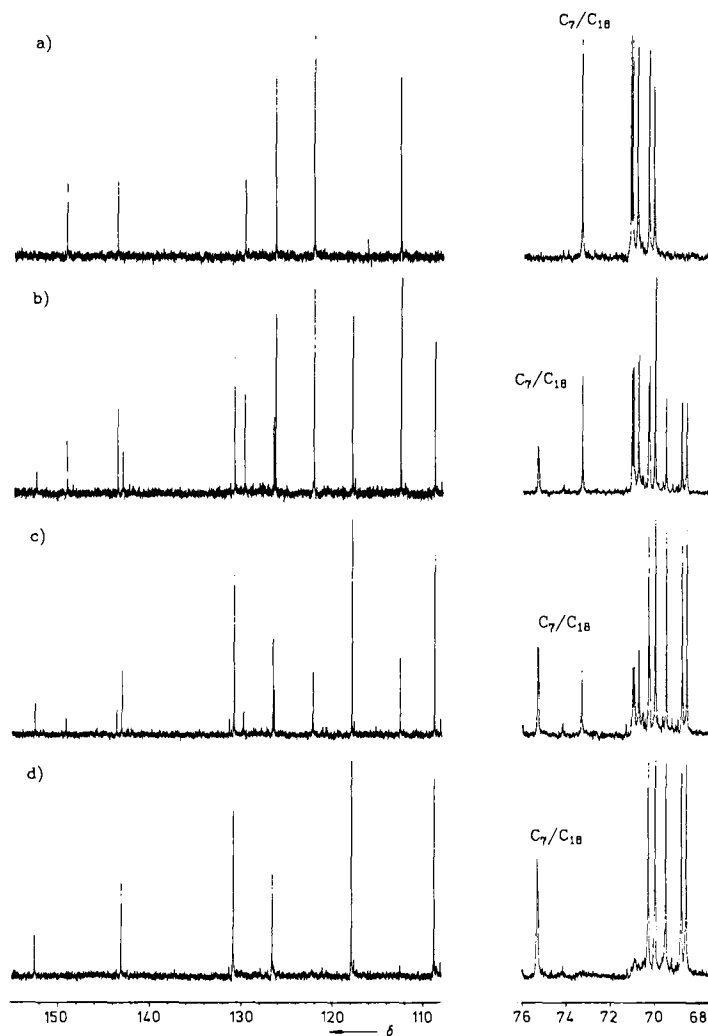 C₇/C₁₈
a)
b)
C₇/C₁₈
c)
C₇/C₁₈
d)
C₇/C₁₈
150 140 130 120 110 76 74 72 70 68
← δ